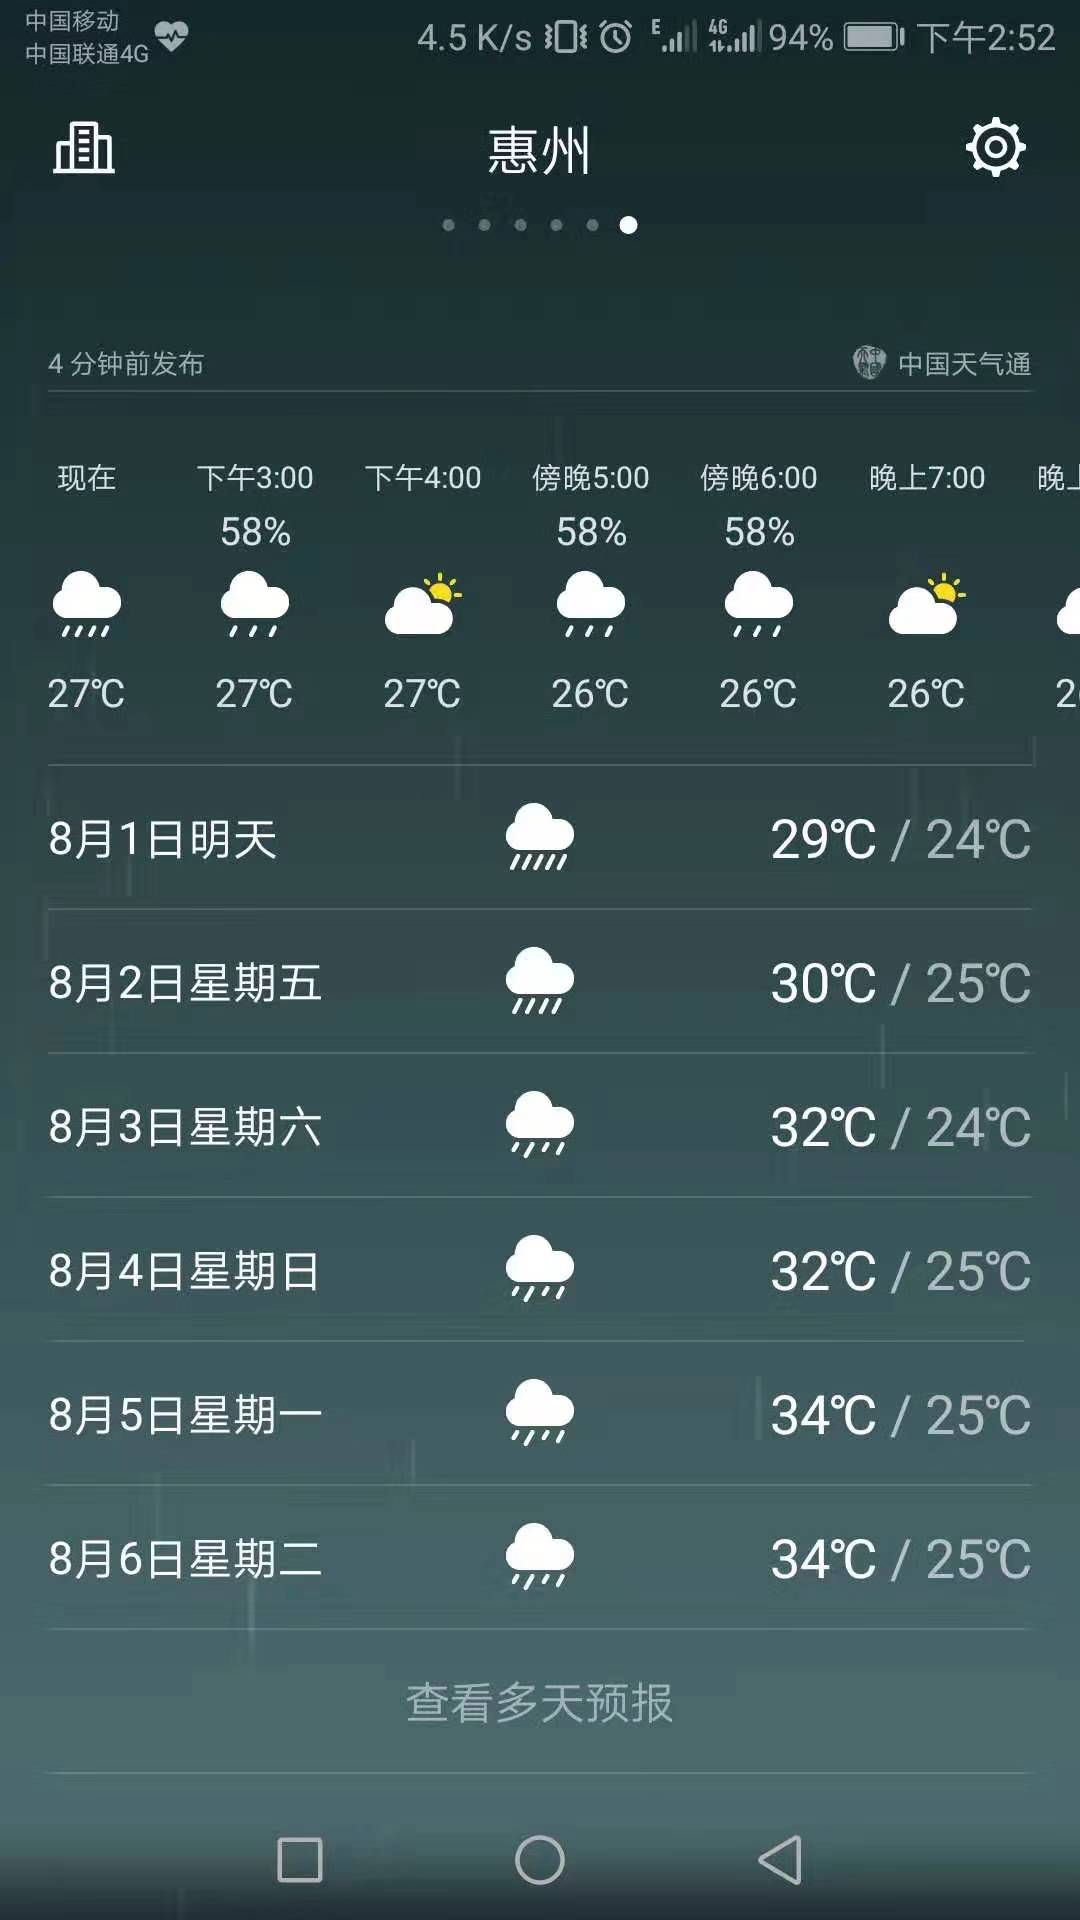 中国移动
中国联通4G
4.5 K/s
E
4G
94%
下午2:52
惠州
4 分钟前发布
中国天气通
现在 下午3:00 下午4:00 傍晚5:00 傍晚6:00 晚上7:00 晚上
58% 58% 58%
27℃ 27℃ 27℃ 26℃ 26℃ 26℃ 2
8月1日明天 29℃ / 24℃
8月2日星期五 30℃ / 25℃
8月3日星期六 32℃ / 24℃
8月4日星期日 32℃ / 25℃
8月5日星期一 34℃ / 25℃
8月6日星期二 34℃ / 25℃
查看多天预报